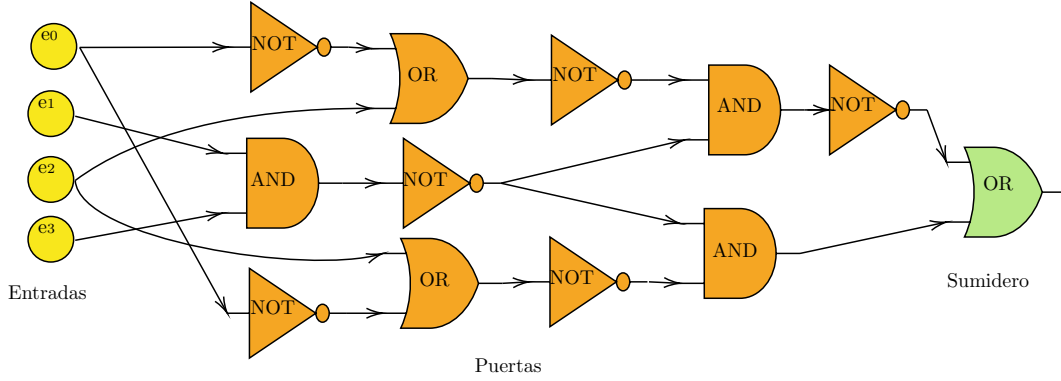 e0
NOT
OR
NOT
AND
NOT
e1
AND
NOT
OR
e2
e3
NOT
OR
NOT
AND
Entradas
Sumidero
Puertas